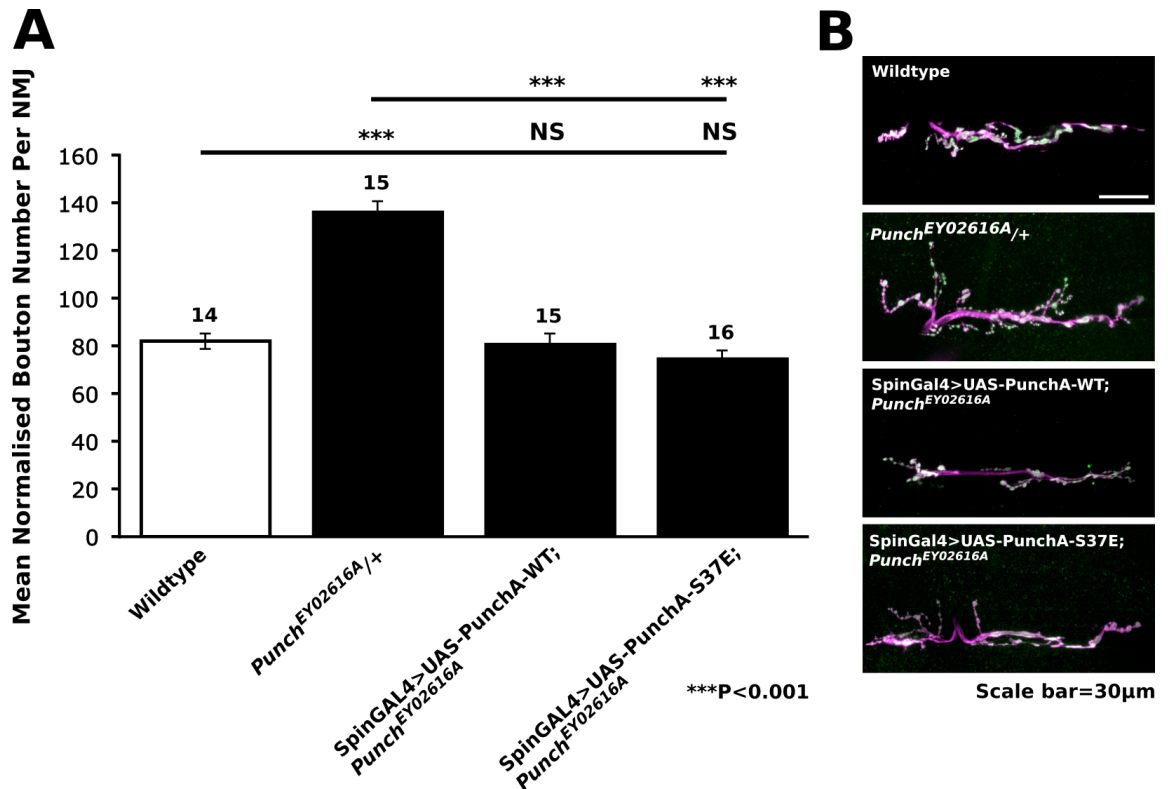 A
B
*** ***
*** NS NS
Mean Normalised Bouton Number Per NMJ
160
140
120
100
80
60
40
20
0
14
15
15
16
Wildtype
Punch^EY02616A/+
SpinGAL4>UAS-PunchA-WT;
Punch^EY02616A
SpinGAL4>UAS-PunchA-S37E;
Punch^EY02616A
***P<0.001
Wildtype
Punch^EY02616A/+
SpinGal4>UAS-PunchA-WT;
Punch^EY02616A
SpinGal4>UAS-PunchA-S37E;
Punch^EY02616A
Scale bar=30μm